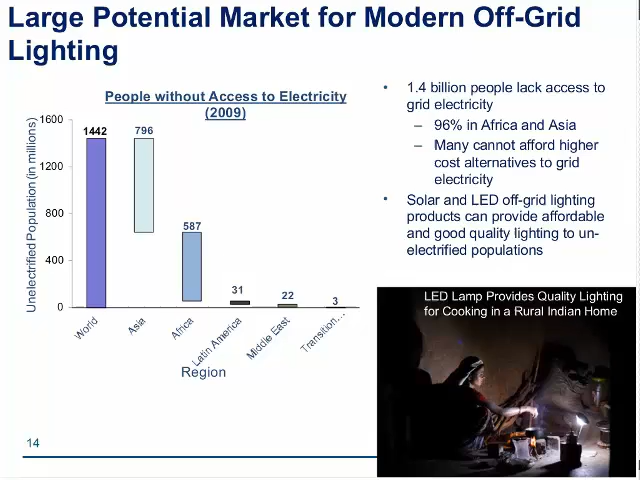 Large Potential Market for Modern Off-Grid
Lighting
People without Access to Electricity
(2009)
Unelectrified Population (in millions)
1600
1200
800
400
0
1442
796
587
31
22
3
World
Asia
Africa
Latin America
Middle East
Transition...
Region
• 1.4 billion people lack access to
grid electricity
– 96% in Africa and Asia
– Many cannot afford higher
cost alternatives to grid
electricity
• Solar and LED off-grid lighting
products can provide affordable
and good quality lighting to un-
electrified populations
LED Lamp Provides Quality Lighting
for Cooking in a Rural Indian Home
14